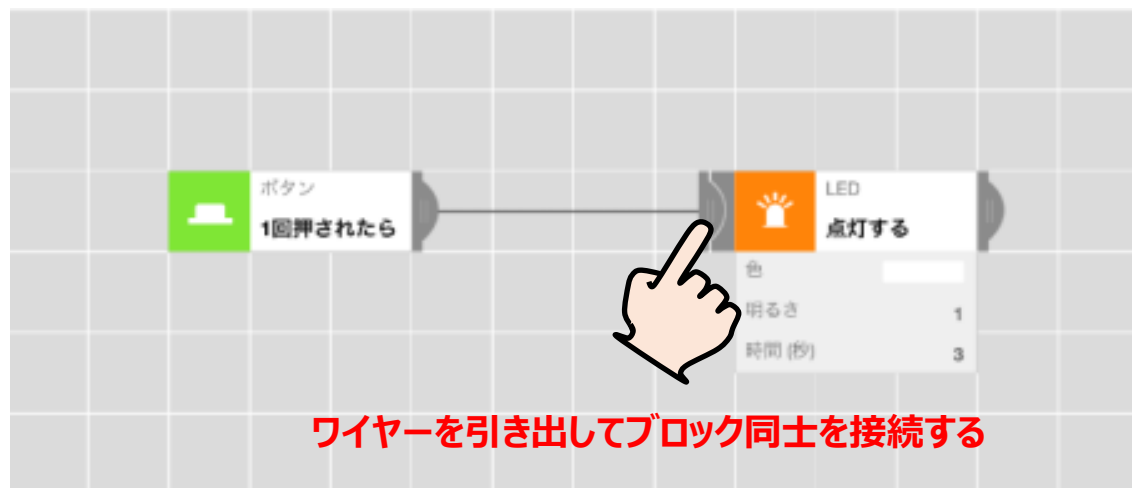 ボタン
1回押されたら
LED
点灯する
色
明るさ 1
時間 (秒) 3
ワイヤーを引き出してブロック同士を接続する